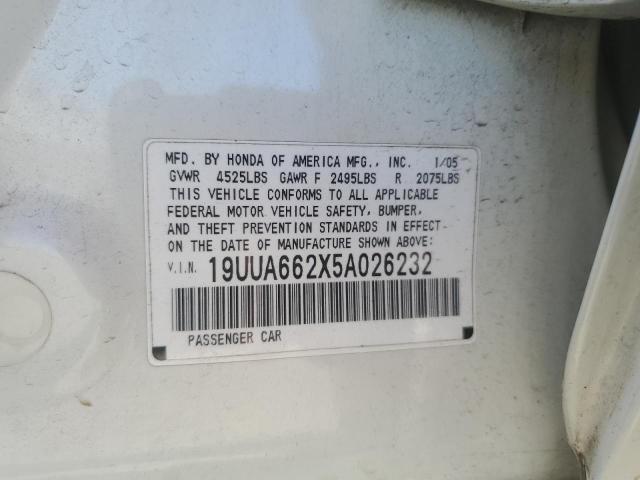 MFD. BY HONDA OF AMERICA MFG., INC. 1/05
GVWR 4525LBS GAWR F 2495LBS R 2075LBS
THIS VEHICLE CONFORMS TO ALL APPLICABLE
FEDERAL MOTOR VEHICLE SAFETY, BUMPER,
AND THEFT PREVENTION STANDARDS IN EFFECT
ON THE DATE OF MANUFACTURE SHOWN ABOVE:
V.I.N. 19UUA662X5A026232
PASSENGER CAR